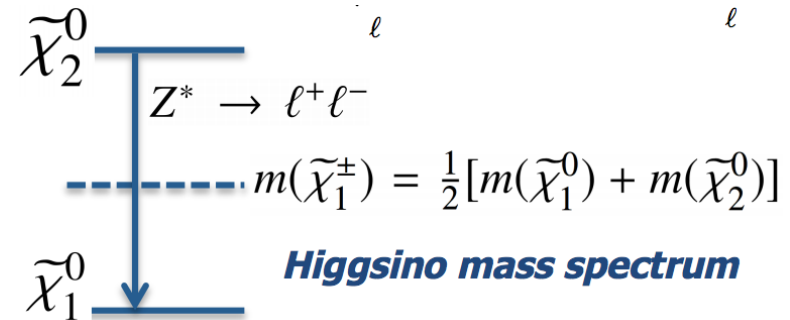 ℓ ℓ
χ̃⁰₂
Z* → ℓ⁺ℓ⁻
m(χ̃±₁) = ½[m(χ̃⁰₁) + m(χ̃⁰₂)]
χ̃⁰₁
Higgsino mass spectrum